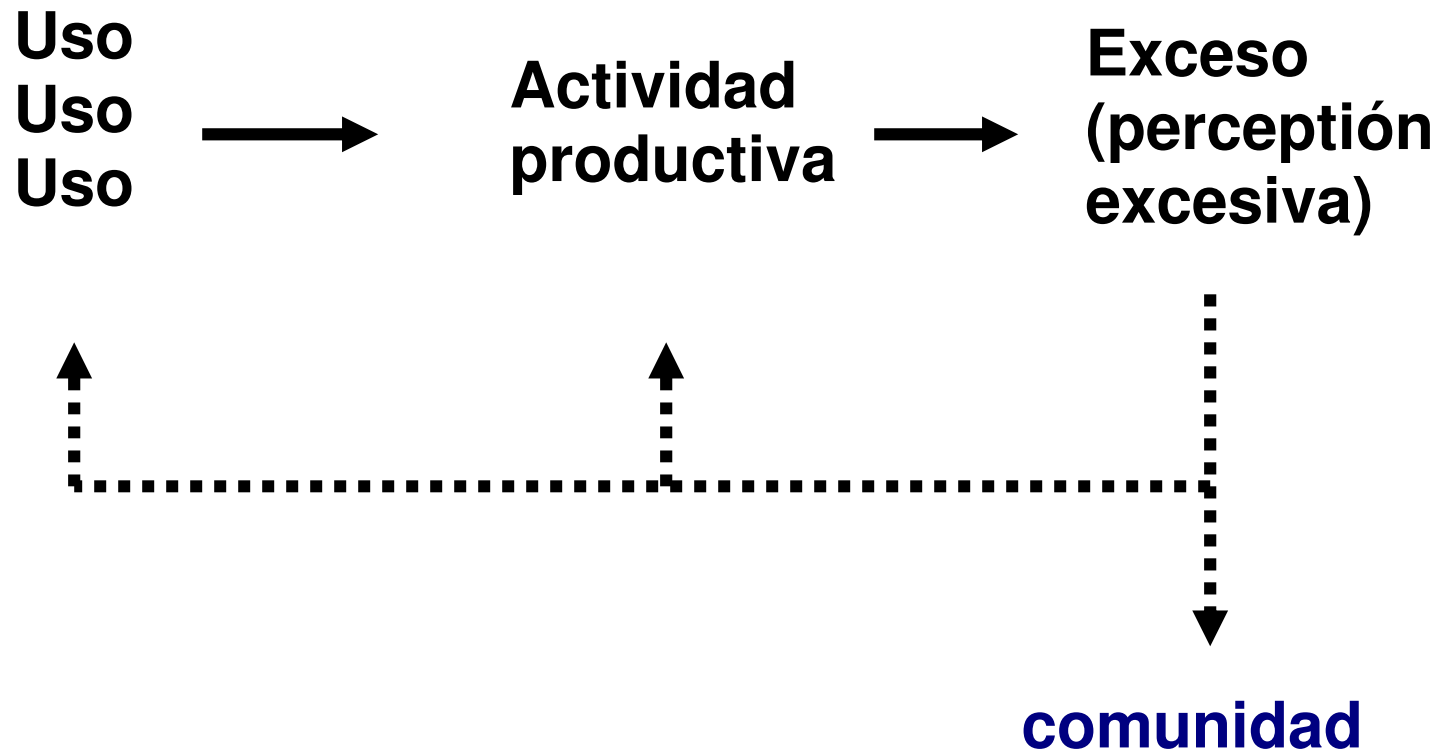 Uso
Uso
Uso
Actividad
productiva
Exceso
(perceptión
excesiva)
comunidad